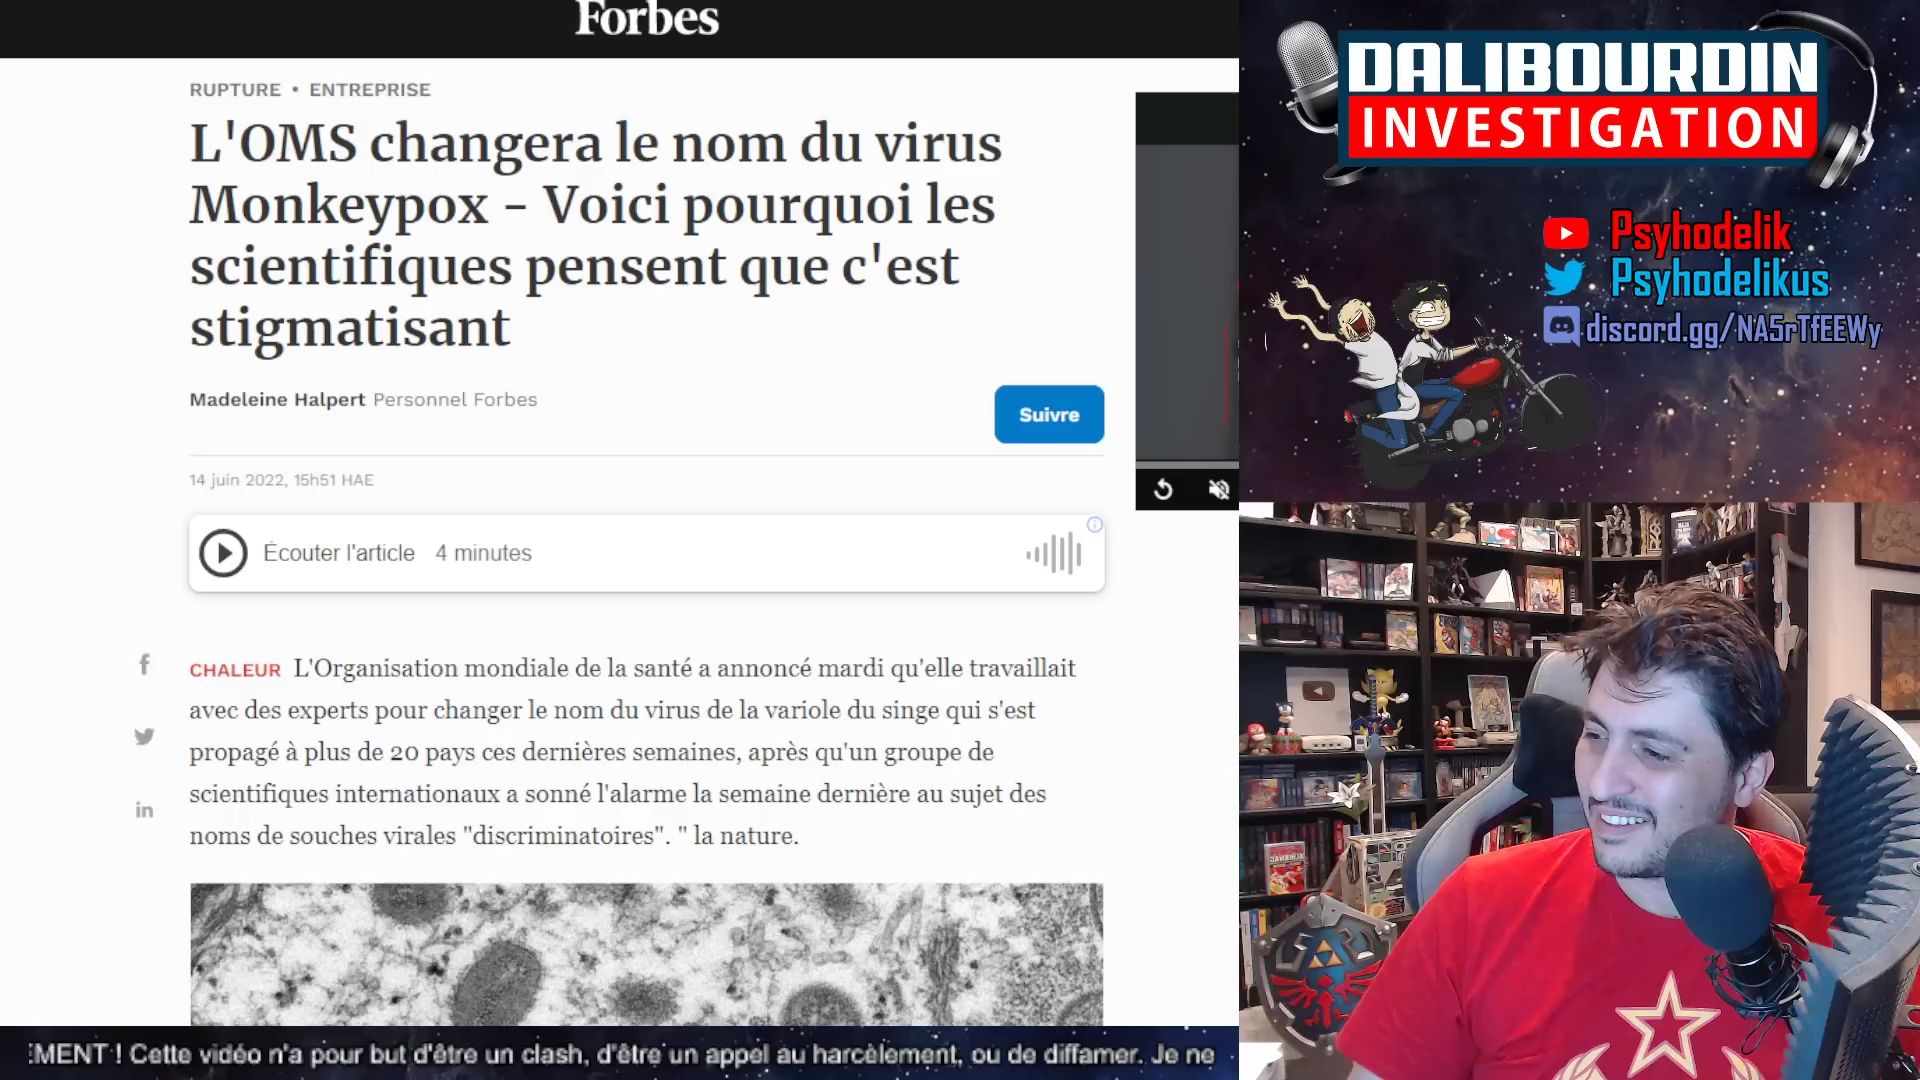 Forbes
RUPTURE • ENTREPRISE
L'OMS changera le nom du virus
Monkeypox - Voici pourquoi les
scientifiques pensent que c'est
stigmatisant
Madeleine Halpert Personnel Forbes
Suivre
14 juin 2022, 15h51 HAE
Écouter l'article 4 minutes
CHALEUR L'Organisation mondiale de la santé a annoncé mardi qu'elle travaillait
avec des experts pour changer le nom du virus de la variole du singe qui s'est
propagé à plus de 20 pays ces dernières semaines, après qu'un groupe de
scientifiques internationaux a sonné l'alarme la semaine dernière au sujet des
noms de souches virales "discriminatoires". " la nature.
MENT ! Cette vidéo n'a pour but d'être un clash, d'être un appel au harcèlement, ou de diffamer. Je ne
DALIBOURDIN
INVESTIGATION
Psyhodelik
Psyhodelikus
discord.gg/NA5rTfEEWy